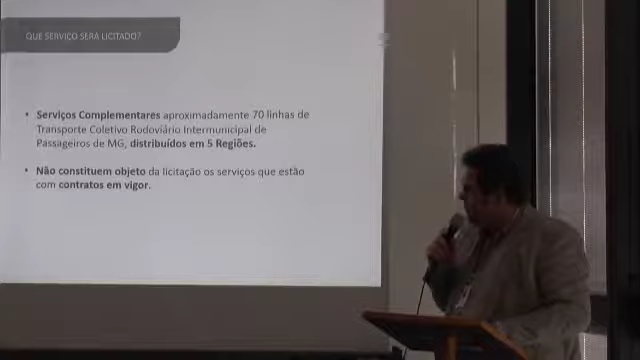 QUE SERVIÇO SERÁ LICITADO?
• Serviços Complementares aproximadamente 70 linhas de
Transporte Coletivo Rodoviário Intermunicipal de
Passageiros de MG, distribuídos em 5 Regiões.
• Não constituem objeto da licitação os serviços que estão
com contratos em vigor.